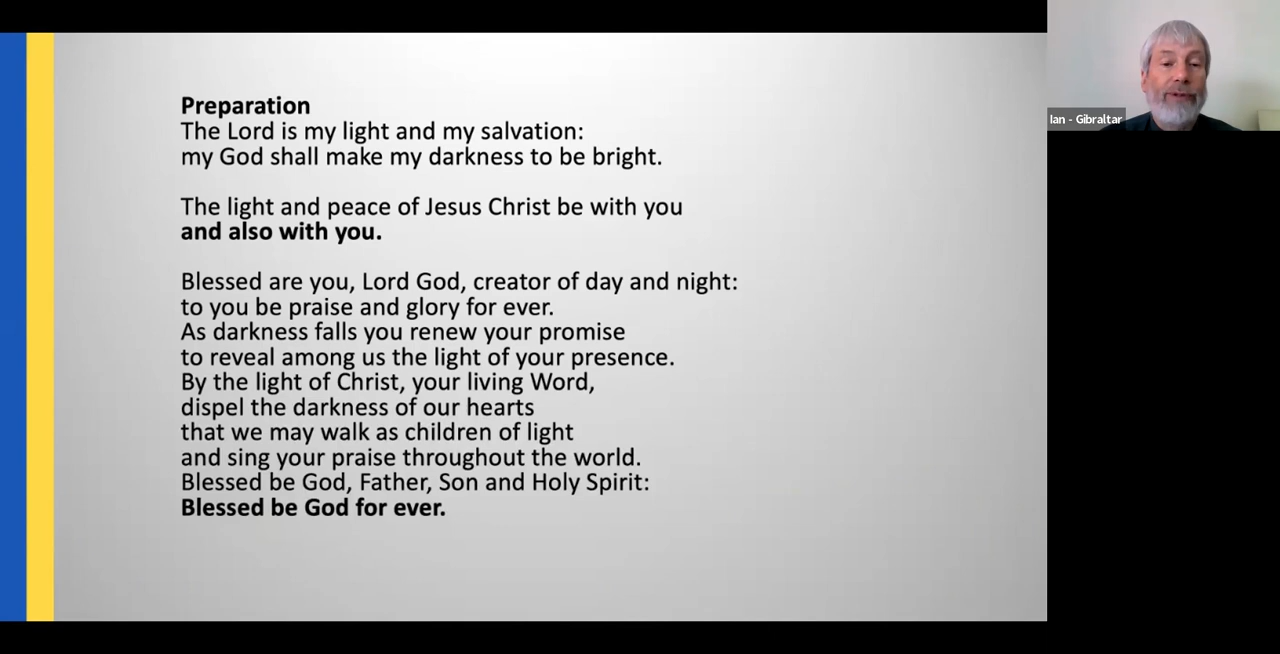 Preparation
The Lord is my light and my salvation:
my God shall make my darkness to be bright.
The light and peace of Jesus Christ be with you
and also with you.
Blessed are you, Lord God, creator of day and night:
to you be praise and glory for ever.
As darkness falls you renew your promise
to reveal among us the light of your presence.
By the light of Christ, your living Word,
dispel the darkness of our hearts
that we may walk as children of light
and sing your praise throughout the world.
Blessed be God, Father, Son and Holy Spirit:
Blessed be God for ever.
Ian - Gibraltar